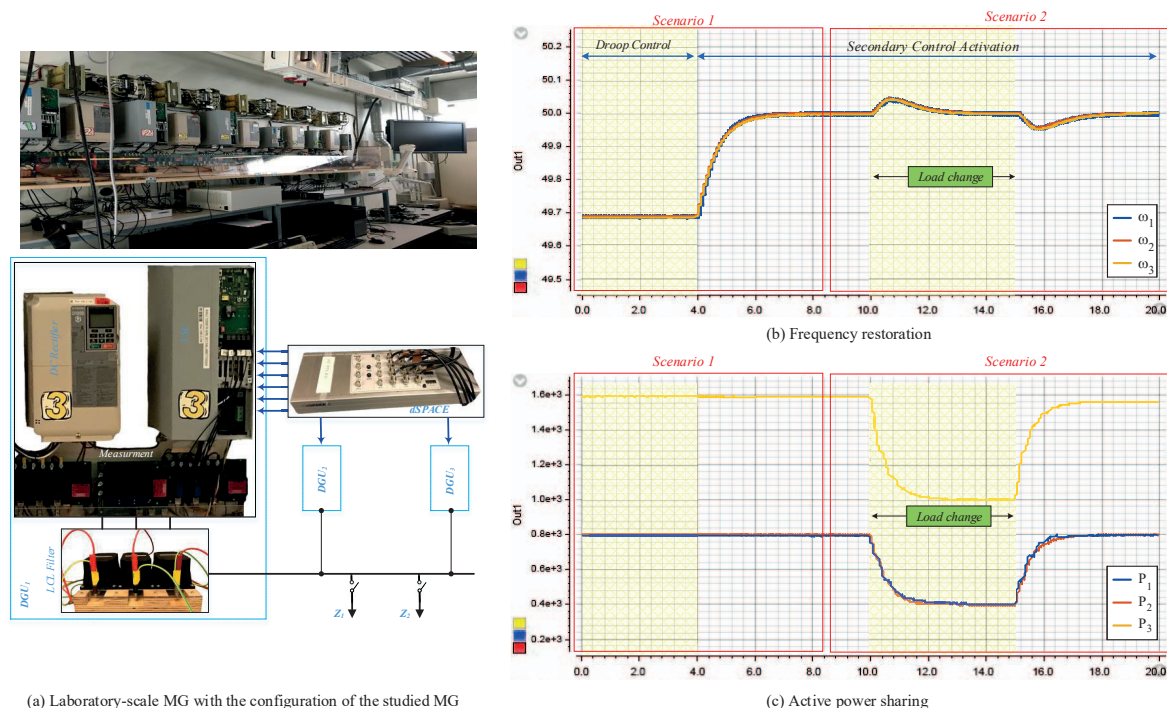 Scenario 1
Scenario 2
50.2
50.1
50.0
49.9
49.8
49.7
49.6
49.5
Out1
Droop Control
Secondary Control Activation
Load change
ω1
ω2
ω3
0.0 2.0 4.0 6.0 8.0 10.0 12.0 14.0 16.0 18.0 20.0
(b) Frequency restoration
DC Rectifier
3
3
Measurment
dSPACE
DGU2
DGU3
LCL Filter
DGU1
Z1
Z2
(a) Laboratory-scale MG with the configuration of the studied MG
Scenario 1
Scenario 2
1.6e+3
1.4e+3
1.2e+3
1.0e+3
0.8e+3
0.6e+3
0.4e+3
0.2e+3
Out1
Load change
P1
P2
P3
0.0 2.0 4.0 6.0 8.0 10.0 12.0 14.0 16.0 18.0 20.0
(c) Active power sharing